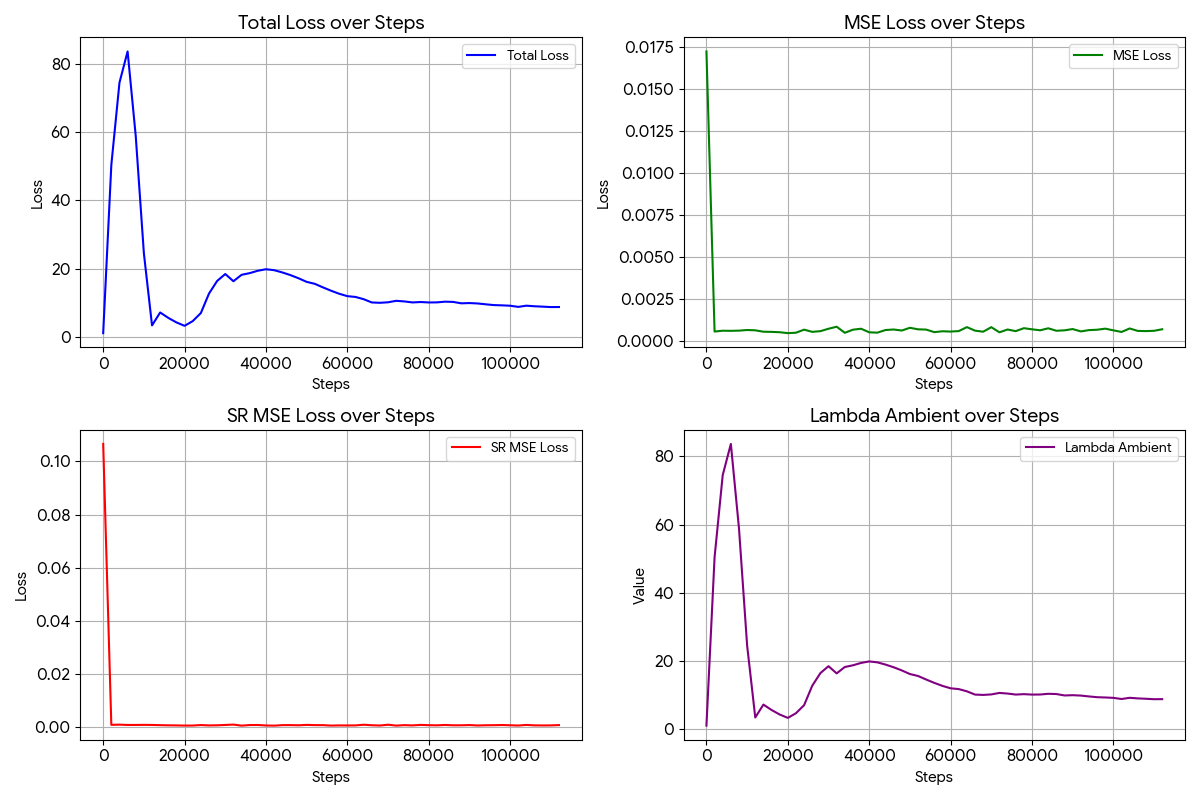 Total Loss over Steps
80
60
40
20
0
Loss
Total Loss
0 20000 40000 60000 80000 100000
Steps
MSE Loss over Steps
0.0175
0.0150
0.0125
0.0100
0.0075
0.0050
0.0025
0.0000
Loss
MSE Loss
0 20000 40000 60000 80000 100000
Steps
SR MSE Loss over Steps
0.10
0.08
0.06
0.04
0.02
0.00
Loss
SR MSE Loss
0 20000 40000 60000 80000 100000
Steps
Lambda Ambient over Steps
80
60
40
20
0
Value
Lambda Ambient
0 20000 40000 60000 80000 100000
Steps